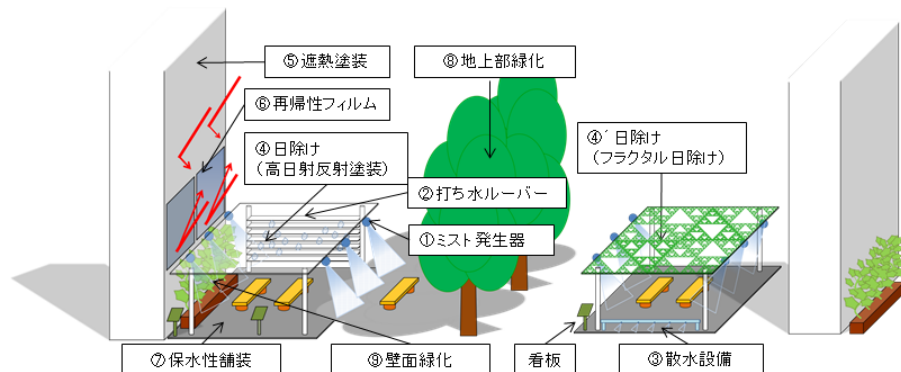 ⑤遮熱塗装
⑧地上部緑化
⑥再帰性フィルム
④日除け
(高日射反射塗装)
④´日除け
(フラクタル日除け)
②打ち水ルーバー
①ミスト発生器
⑦保水性舗装
⑨壁面緑化
看板
③散水設備